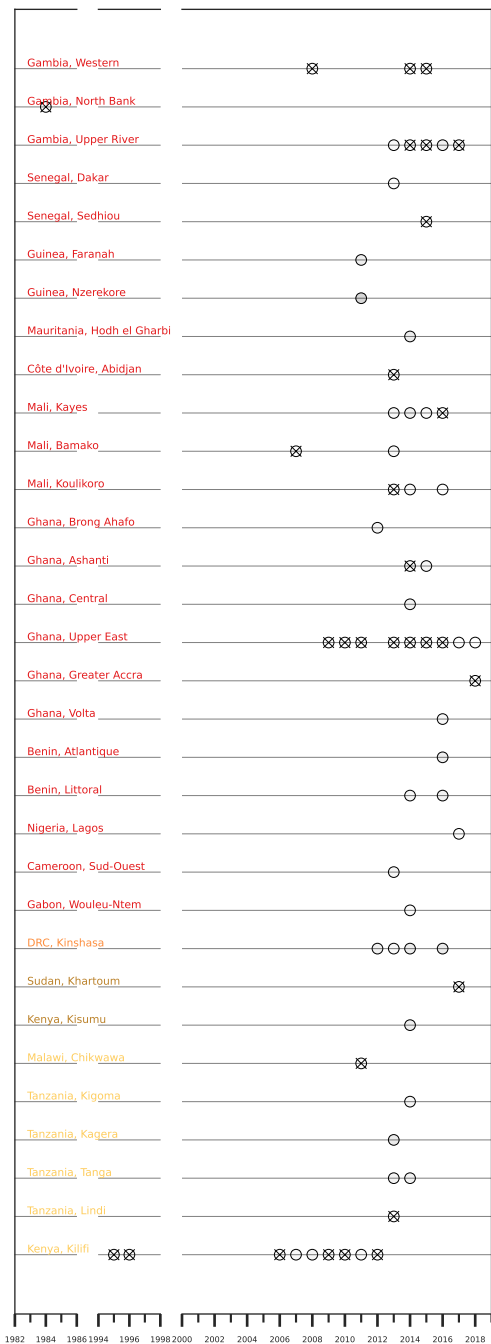 Gambia, Western
Gambia, North Bank
Gambia, Upper River
Senegal, Dakar
Senegal, Sedhiou
Guinea, Faranah
Guinea, Nzerekore
Mauritania, Hodh el Gharbi
Côte d'Ivoire, Abidjan
Mali, Kayes
Mali, Bamako
Mali, Koulikoro
Ghana, Brong Ahafo
Ghana, Ashanti
Ghana, Central
Ghana, Upper East
Ghana, Greater Accra
Ghana, Volta
Benin, Atlantique
Benin, Littoral
Nigeria, Lagos
Cameroon, Sud-Ouest
Gabon, Wouleu-Ntem
DRC, Kinshasa
Sudan, Khartoum
Kenya, Kisumu
Malawi, Chikwawa
Tanzania, Kigoma
Tanzania, Kagera
Tanzania, Tanga
Tanzania, Lindi
Kenya, Kilifi
1982 1984 1986 1994 1996 1998 2000 2002 2004 2006 2008 2010 2012 2014 2016 2018